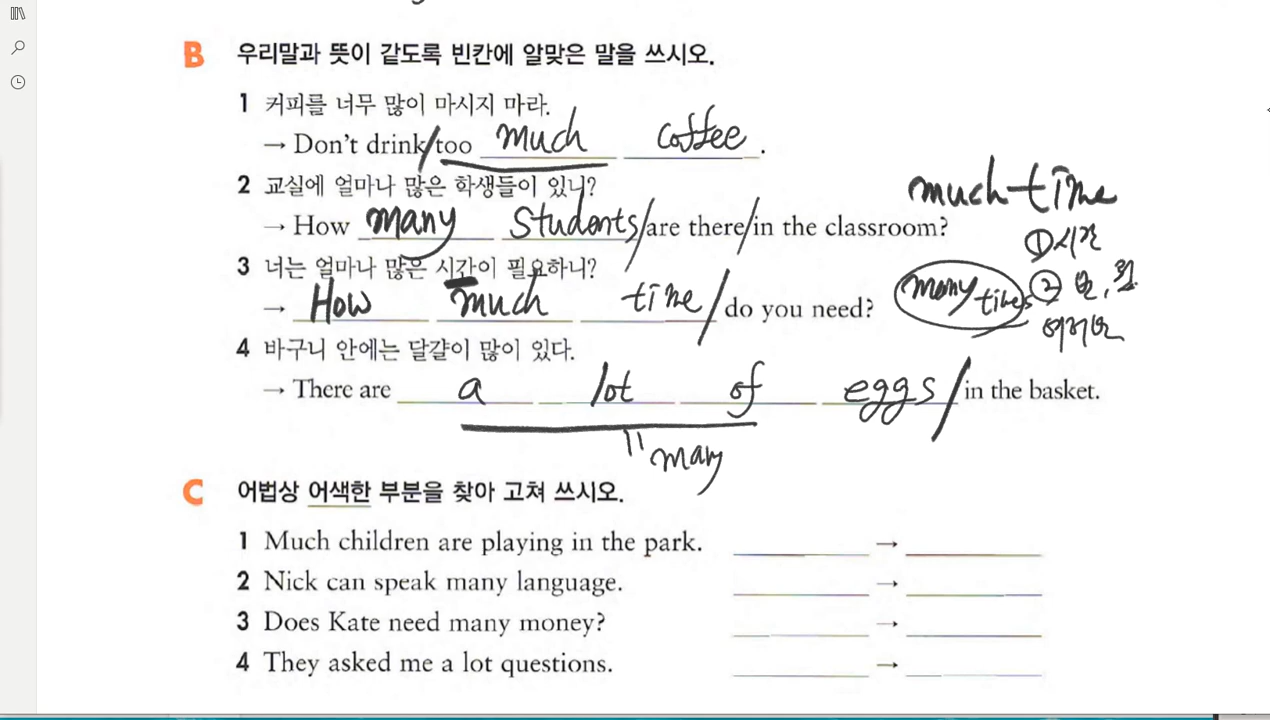 B 우리말과 뜻이 같도록 빈칸에 알맞은 말을 쓰시오.
1 커피를 너무 많이 마시지 마라.
→ Don't drink/too much coffee.
2 교실에 얼마나 많은 학생들이 있니?
→ How many students/are there/in the classroom?
much time
① 시간
3 너는 얼마나 많은 시간이 필요하니?
→ How much time/do you need?
many times ② 번,
여러번
4 바구니 안에는 달걀이 많이 있다.
→ There are a lot of eggs/in the basket.
many
C 어법상 어색한 부분을 찾아 고쳐 쓰시오.
1 Much children are playing in the park. →
2 Nick can speak many language. →
3 Does Kate need many money? →
4 They asked me a lot questions. →